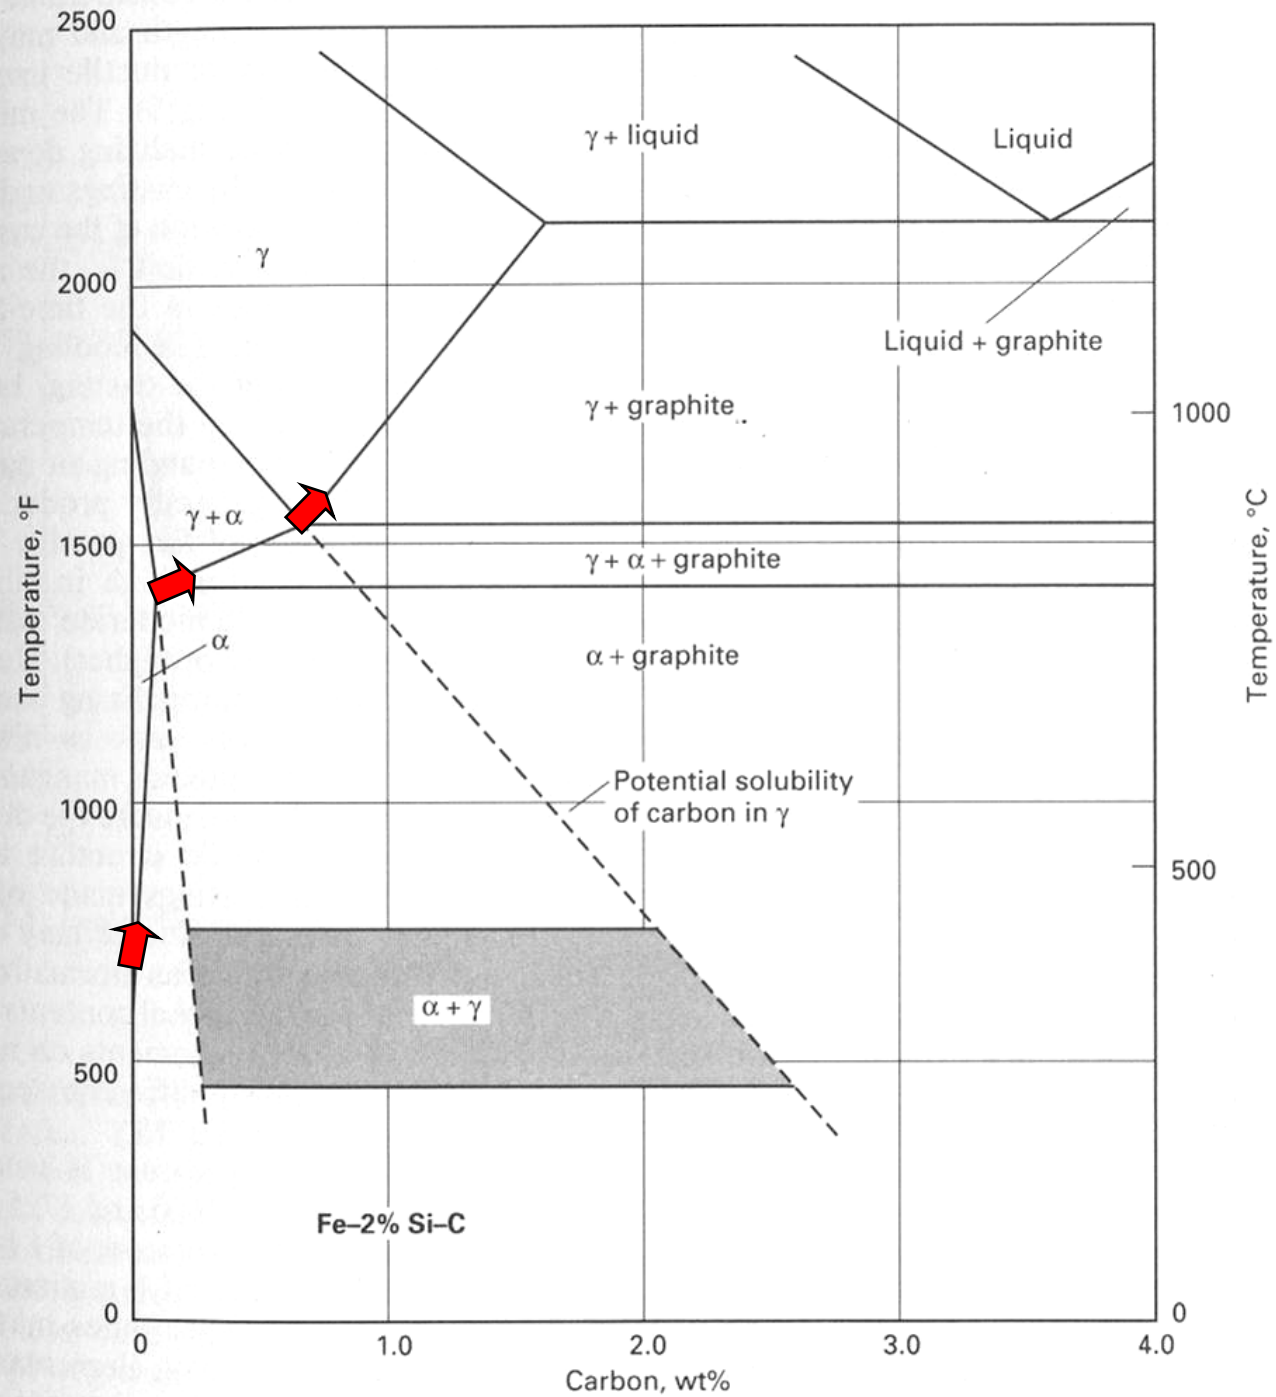 2500
γ + liquid
Liquid
γ
2000
Liquid + graphite
γ + graphite
1000
γ + α
1500
γ + α + graphite
α
α + graphite
Temperature, °F
Temperature, °C
Potential solubility
of carbon in γ
1000
500
α + γ
500
Fe–2% Si–C
0
0
0
1.0
2.0
3.0
4.0
Carbon, wt%